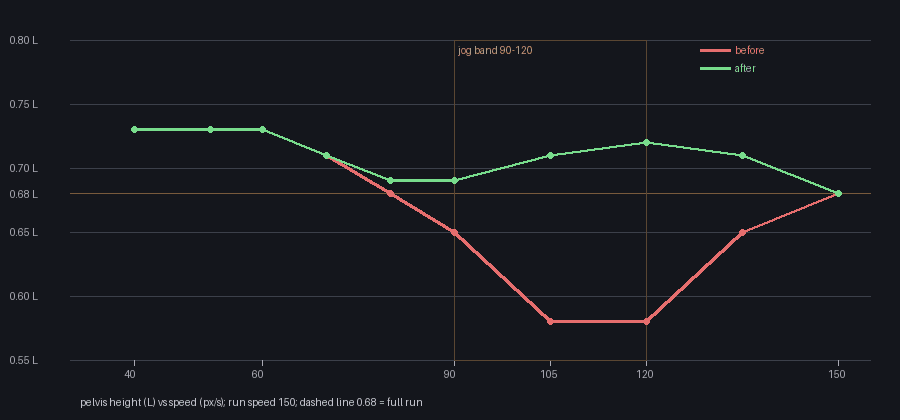 0.80 L
jog band 90-120
before
after
0.75 L
0.70 L
0.68 L
0.65 L
0.60 L
0.55 L
40 60 90 105 120 150
pelvis height (L) vs speed (px/s); run speed 150; dashed line 0.68 = full run